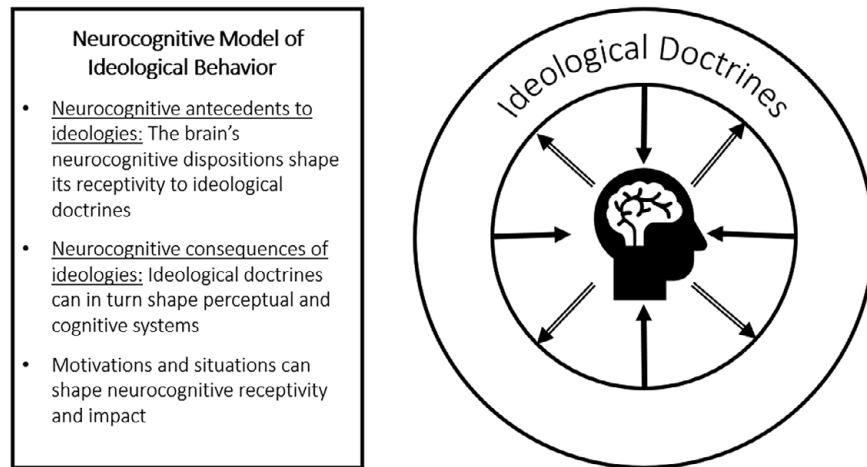 Neurocognitive Model of
Ideological Behavior
• Neurocognitive antecedents to
ideologies: The brain's
neurocognitive dispositions shape
its receptivity to ideological
doctrines
• Neurocognitive consequences of
ideologies: Ideological doctrines
can in turn shape perceptual and
cognitive systems
• Motivations and situations can
shape neurocognitive receptivity
and impact
Ideological Doctrines